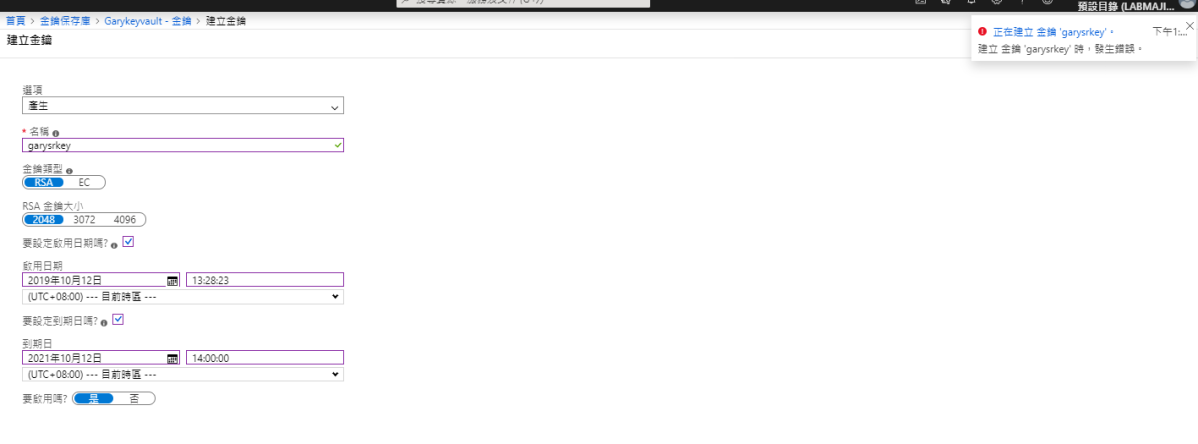 預設目錄 (LABMAJI...
首頁 > 金鑰保存庫 > Garykeyvault - 金鑰 > 建立金鑰
建立金鑰
正在建立 金鑰 'garysrkey'。 下午1:...
建立 金鑰 'garysrkey' 時，發生錯誤。
選項
產生
* 名稱
garysrkey
金鑰類型
RSA EC
RSA 金鑰大小
2048 3072 4096
要設定啟用日期嗎?
啟用日期
2019年10月12日 13:28:23
(UTC+08:00) --- 目前時區 ---
要設定到期日嗎?
到期日
2021年10月12日 14:00:00
(UTC+08:00) --- 目前時區 ---
要啟用嗎? 是 否